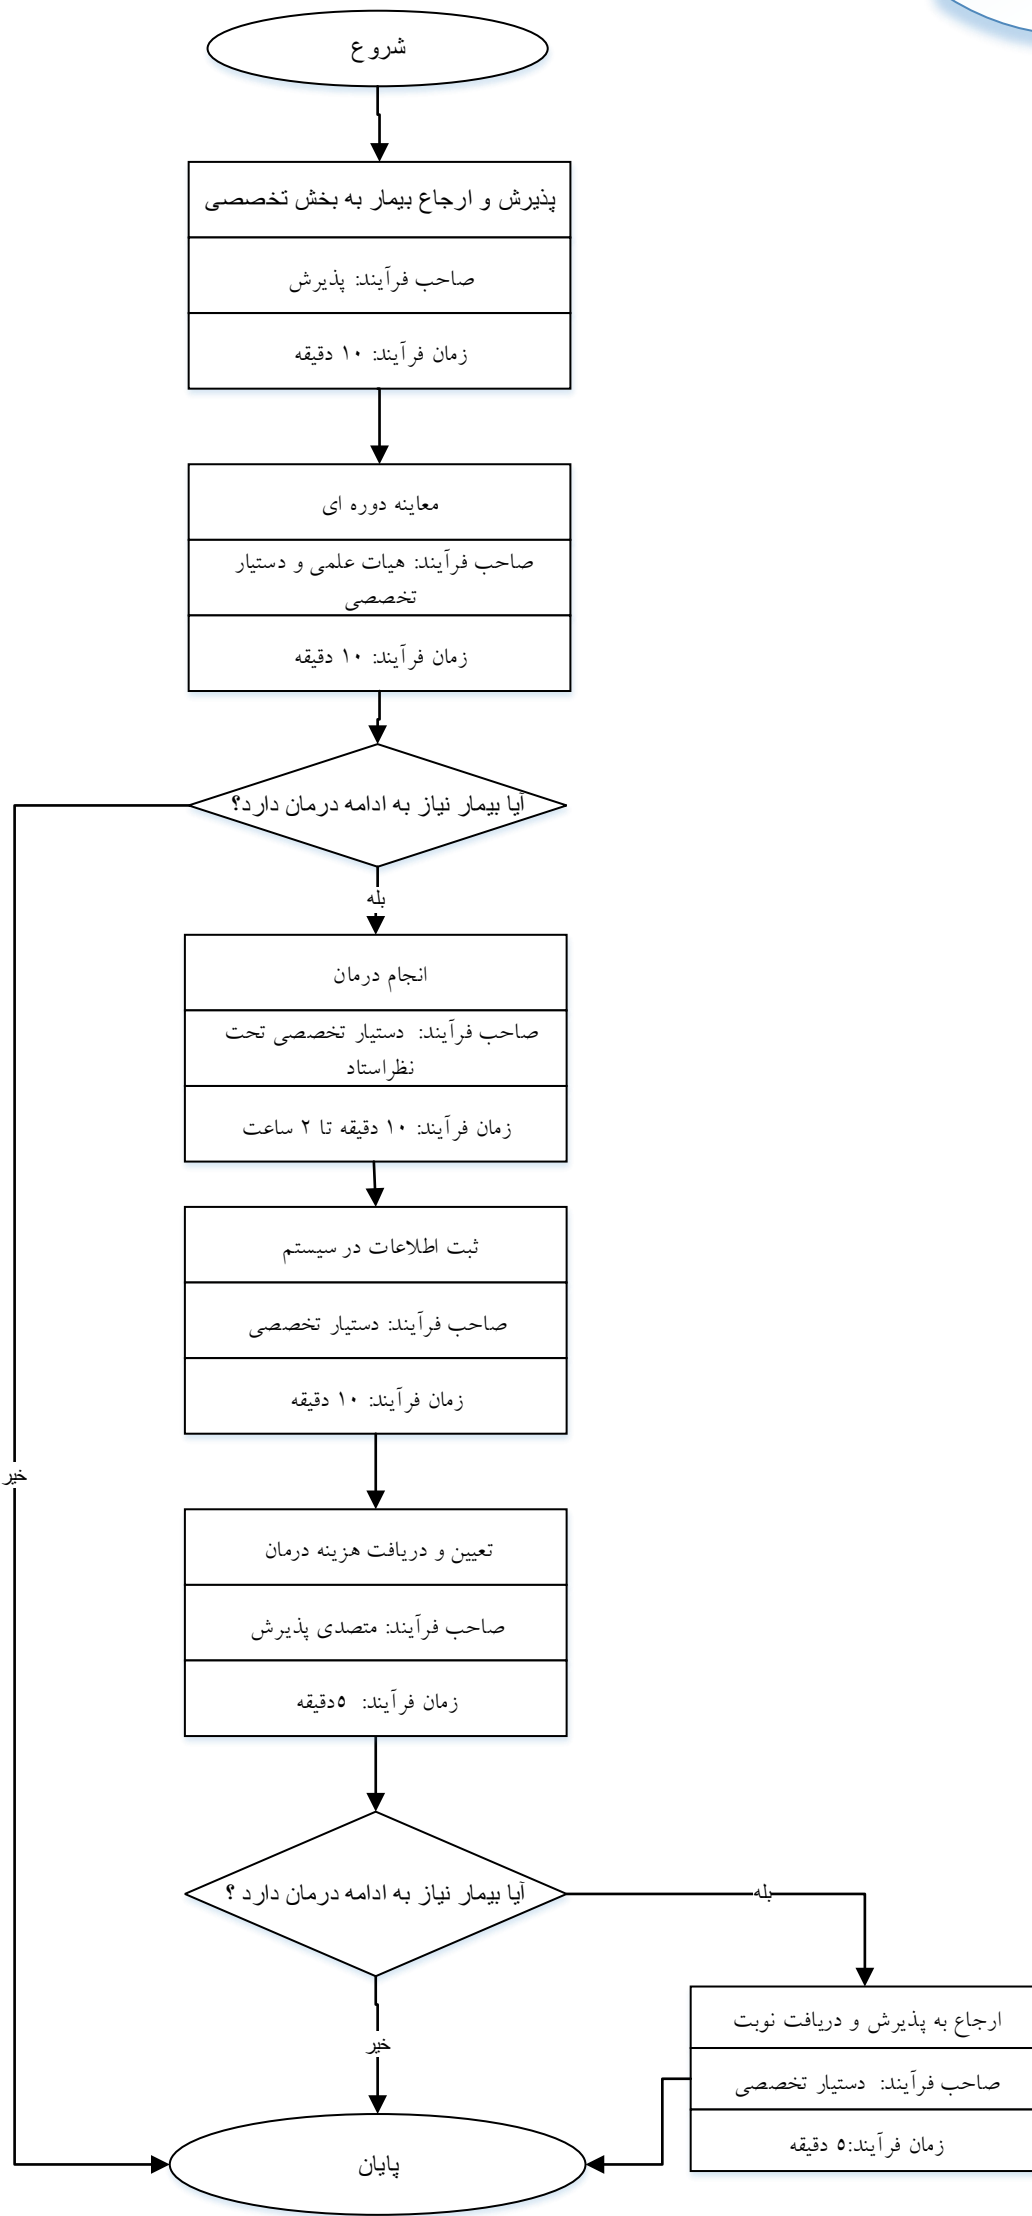 شروع
پذیرش و ارجاع بیمار به بخش تخصصی
صاحب فرآیند: پذیرش
زمان فرآیند: ۱۰ دقیقه
معاینه دوره ای
صاحب فرآیند: هیات علمی و دستیار
تخصصی
زمان فرآیند: ۱۰ دقیقه
آیا بیمار نیاز به ادامه درمان دارد؟
بله
انجام درمان
صاحب فرآیند: دستیار تخصصی تحت
نظراستاد
زمان فرآیند: ۱۰ دقیقه تا ۲ ساعت
ثبت اطلاعات در سیستم
صاحب فرآیند: دستیار تخصصی
زمان فرآیند: ۱۰ دقیقه
خیر
تعیین و دریافت هزینه درمان
صاحب فرآیند: متصدی پذیرش
زمان فرآیند: ۵دقیقه
آیا بیمار نیاز به ادامه درمان دارد ؟
بله
ارجاع به پذیرش و دریافت نوبت
صاحب فرآیند: دستیار تخصصی
زمان فرآیند:۵ دقیقه
خیر
پایان